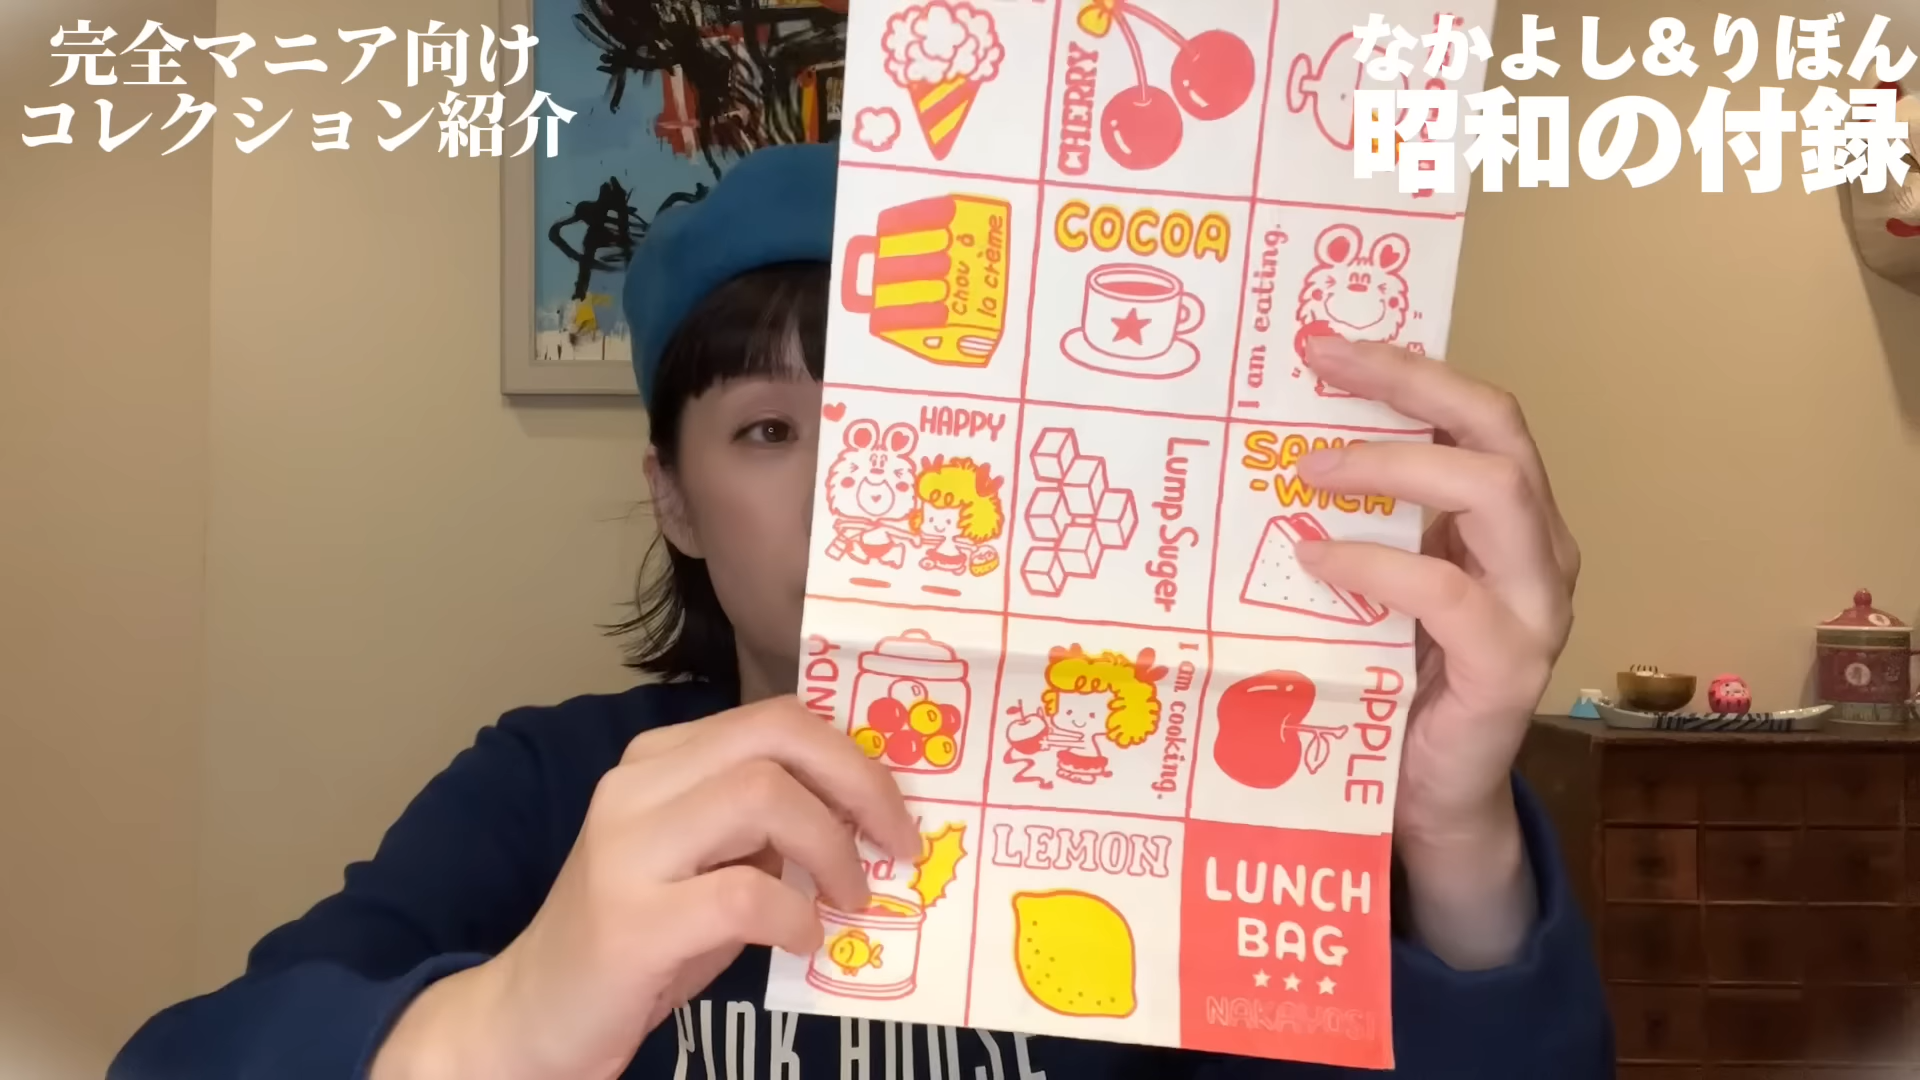 完全マニア向け
コレクション紹介
なかよし&りぼん
昭和の付録
CHERRY
chou à
la crème
COCOA
I am eating.
HAPPY
Lump Suger
SAND
-WICH
I am cooking.
APPLE
LEMON
LUNCH
BAG
NAKAYOSI
PINK HOUSE